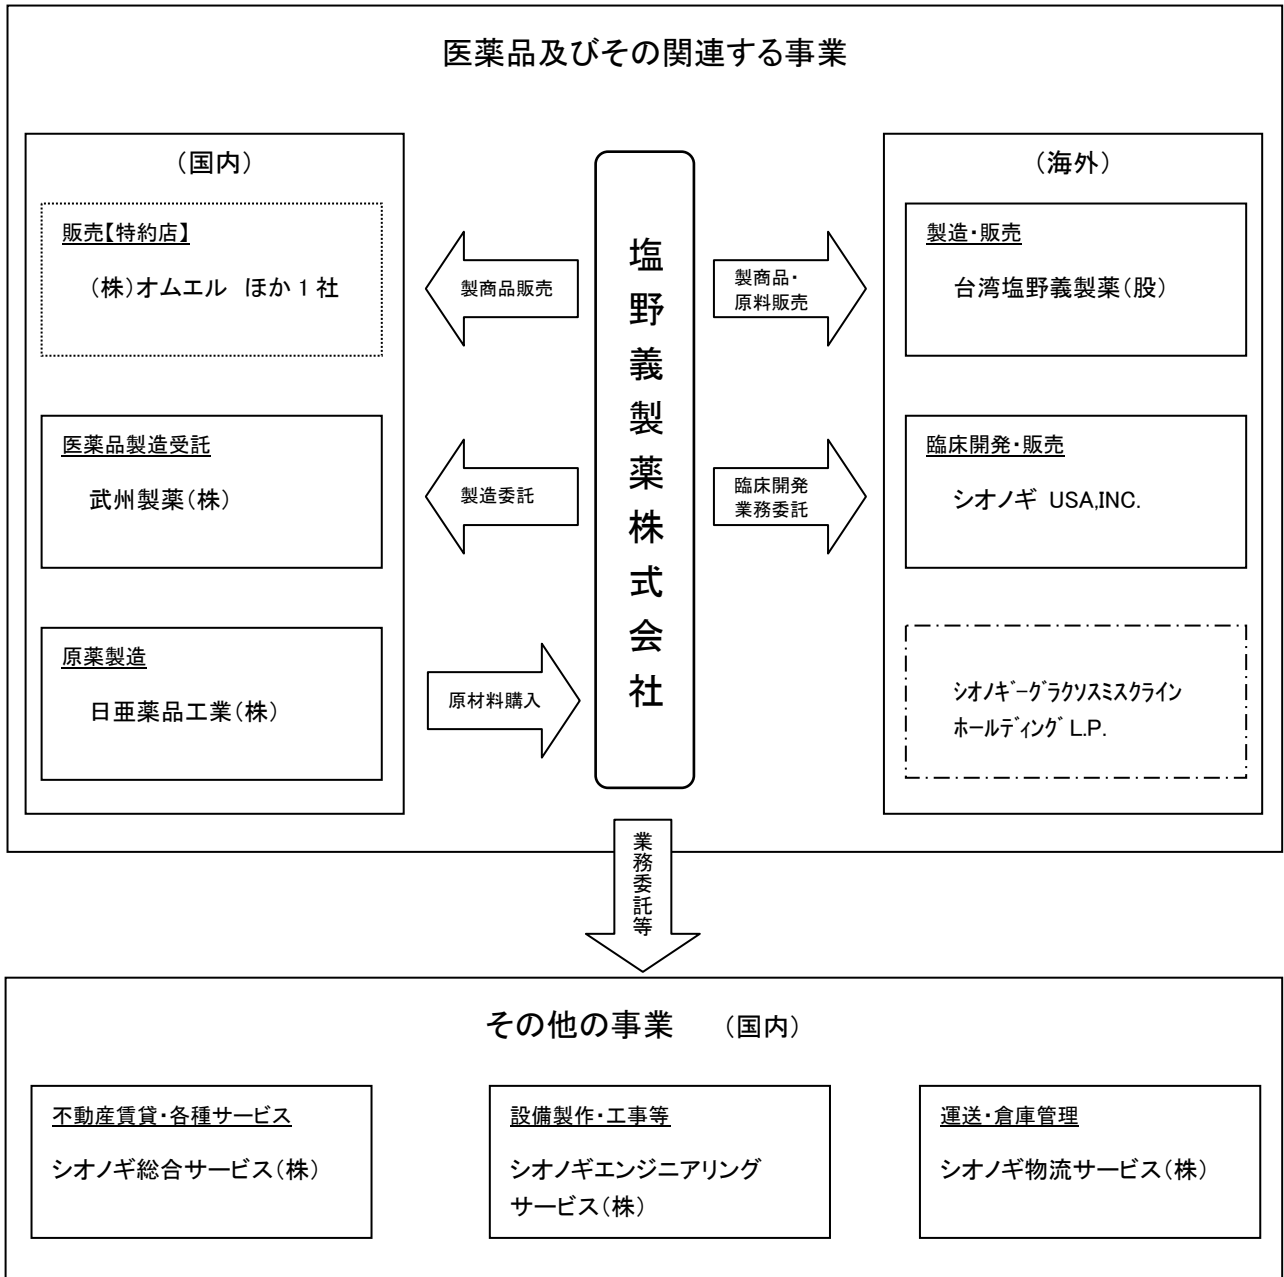 医薬品及びその関連する事業
（国内）
販売【特約店】
（株）オムエル ほか１社
医薬品製造受託
武州製薬（株）
原薬製造
日亜薬品工業（株）
製商品販売
製造委託
原材料購入
塩野義製薬株式会社
製商品・
原料販売
臨床開発
業務委託
（海外）
製造・販売
台湾塩野義製薬（股）
臨床開発・販売
シオノギ USA,INC.
ｼｵﾉｷﾞｰｸﾞﾗｸｿｽﾐｽｸﾗｲﾝ
ﾎｰﾙﾃﾞｨﾝｸﾞ L.P.
業務委託等
その他の事業 （国内）
不動産賃貸・各種サービス
シオノギ総合サービス（株）
設備製作・工事等
シオノギエンジニアリング
サービス（株）
運送・倉庫管理
シオノギ物流サービス（株）